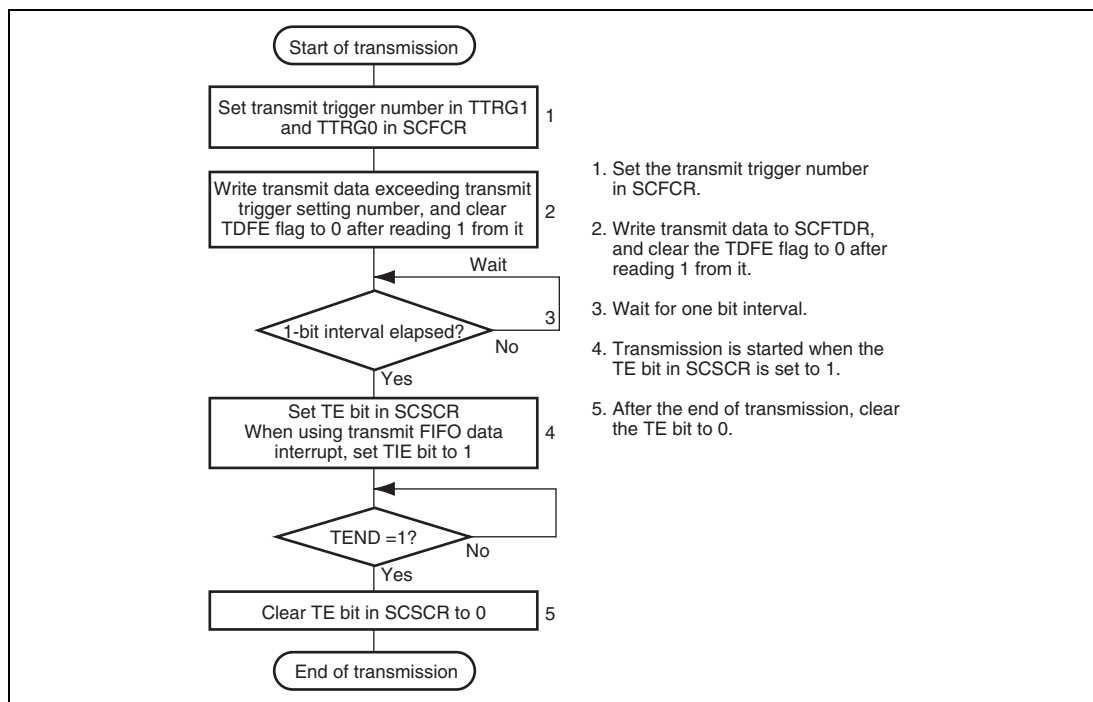 Start of transmission
Set transmit trigger number in TTRG1
and TTRG0 in SCFCR
1
Write transmit data exceeding transmit
trigger setting number, and clear
TDFE flag to 0 after reading 1 from it
2
Wait
1-bit interval elapsed?
3
No
Yes
Set TE bit in SCSCR
When using transmit FIFO data
interrupt, set TIE bit to 1
4
TEND =1?
No
Yes
Clear TE bit in SCSCR to 0
5
End of transmission
1. Set the transmit trigger number
in SCFCR.
2. Write transmit data to SCFTDR,
and clear the TDFE flag to 0 after
reading 1 from it.
3. Wait for one bit interval.
4. Transmission is started when the
TE bit in SCSCR is set to 1.
5. After the end of transmission, clear
the TE bit to 0.